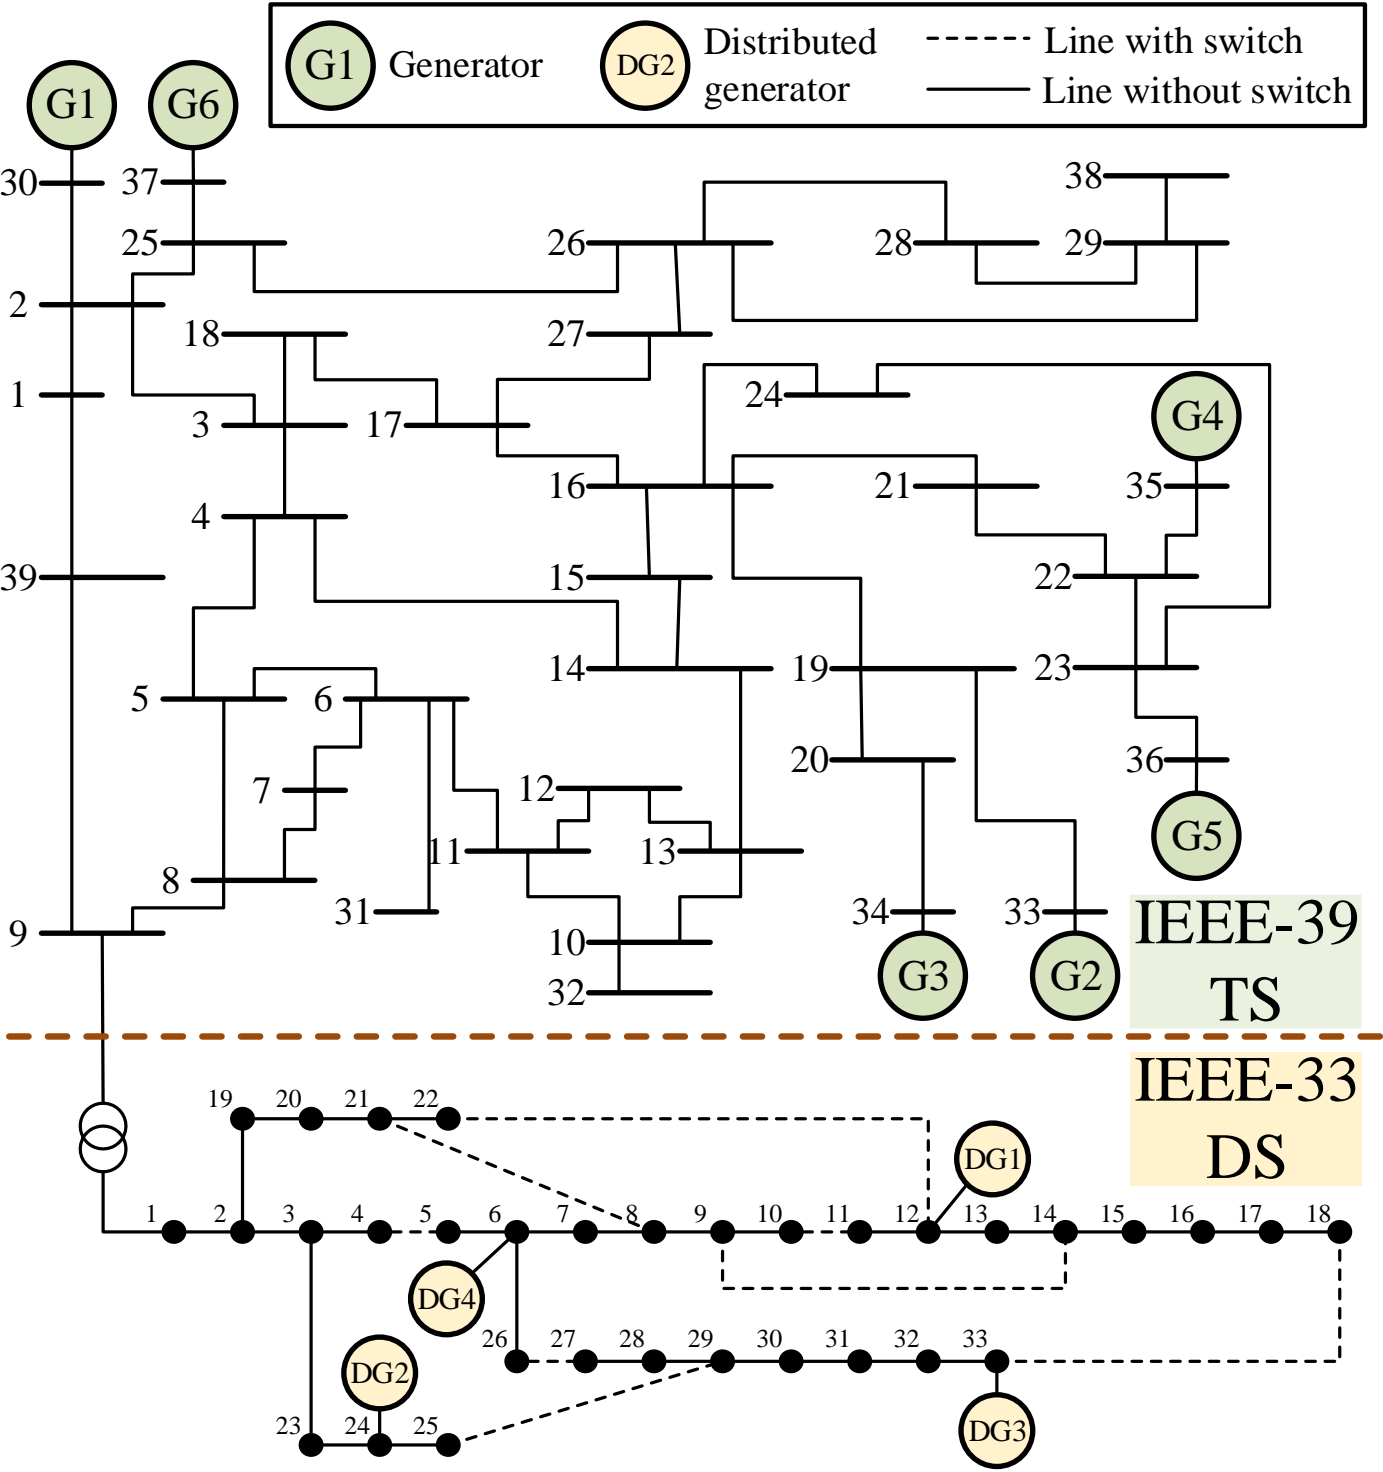 G1 Generator DG2 Distributed generator Line with switch
Line without switch
G1 G6
30 37 38
25 26 28 29
2
18 27
1 24 G4
3 17
16 21 35
4
39 15 22
14 19 23
5 6
20 36
7 12
11 13 G5
8
31 34 33
9 10 G3 G2
32
IEEE-39
TS
IEEE-33
DS
19 20 21 22
DG1
1 2 3 4 5 6 7 8 9 10 11 12 13 14 15 16 17 18
DG4
26 27 28 29 30 31 32 33
DG2
DG3
23 24 25